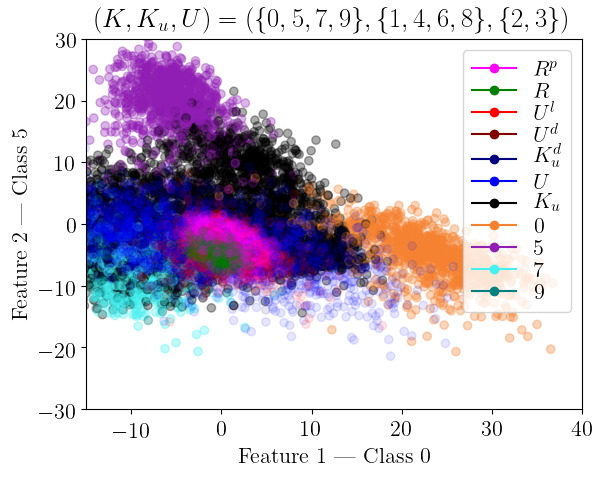 (K, K_u, U) = ({0, 5, 7, 9}, {1, 4, 6, 8}, {2, 3})
30
20
10
0
−10
−20
−30
Feature 2 — Class 5
R^p
R
U^l
U^d
K_u^d
U
K_u
0
5
7
9
−10
0
10
20
30
40
Feature 1 — Class 0